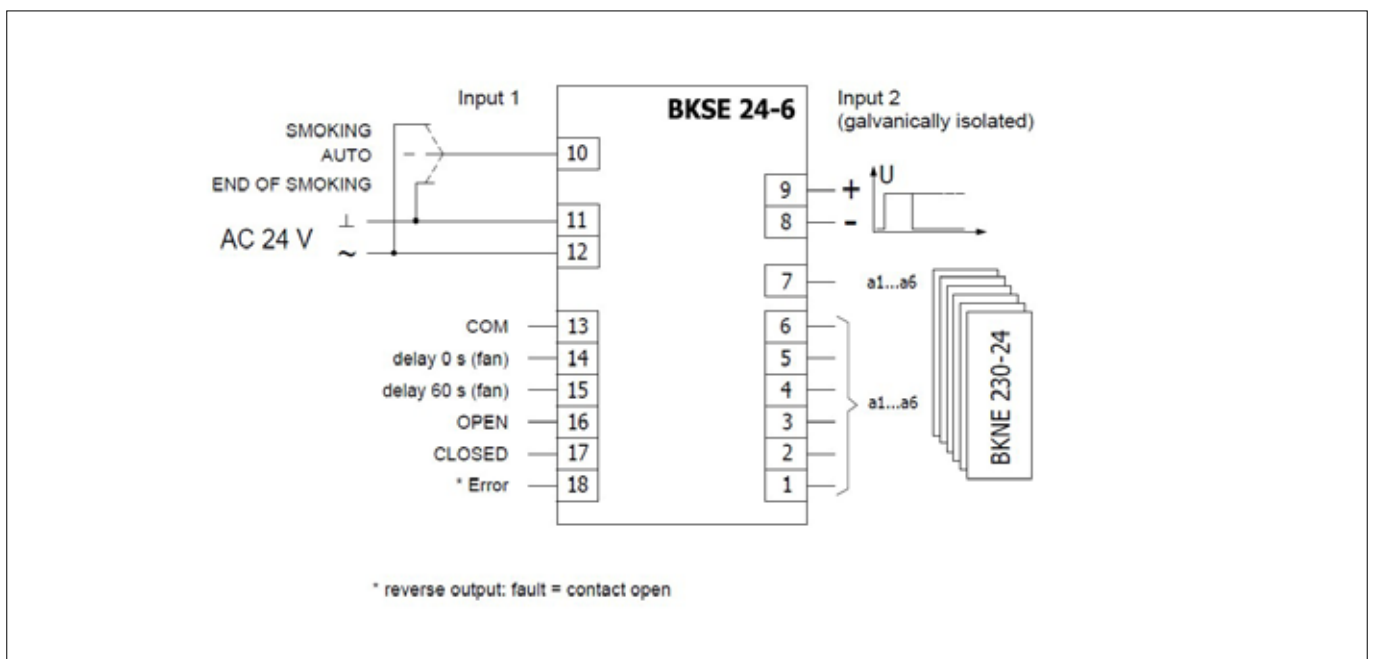 Input 1
BKSE 24-6
Input 2
(galvanically isolated)
SMOKING
AUTO
END OF SMOKING
AC 24 V
⊥
~
10
11
12
9
+
U
8
-
7
a1...a6
COM
13
delay 0 s (fan)
14
delay 60 s (fan)
15
OPEN
16
CLOSED
17
* Error
18
6
5
4
3
2
1
a1...a6
BKNE 230-24
* reverse output: fault = contact open